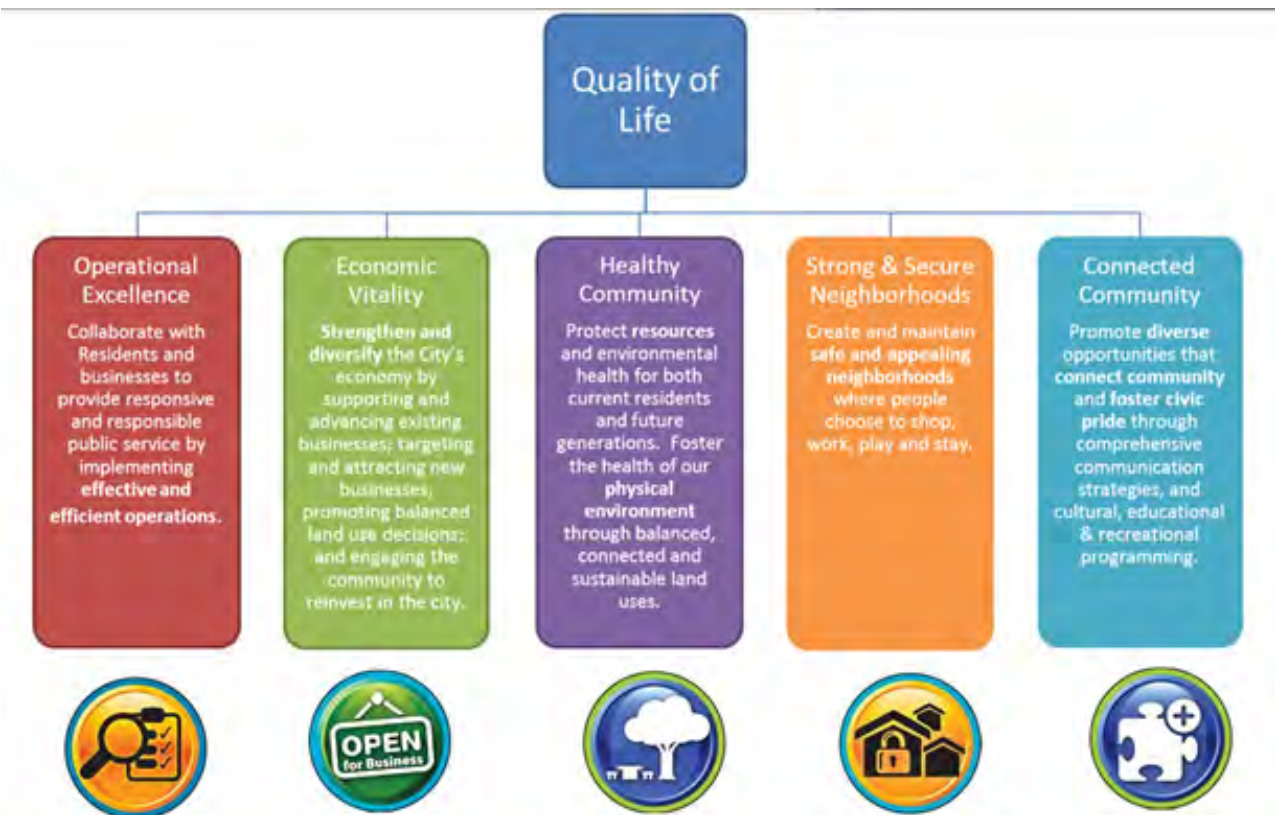 Quality of
Life
Operational
Excellence
Collaborate with
Residents and
businesses to
provide responsive
and responsible
public service by
implementing
effective and
efficient operations.
Economic
Vitality
Strengthen and
diversify the City's
economy by
supporting and
advancing existing
businesses; targeting
and attracting new
businesses;
promoting balanced
land use decisions;
and engaging the
community to
reinvest in the city.
Healthy
Community
Protect resources
and environmental
health for both
current residents
and future
generations. Foster
the health of our
physical
environment
through balanced,
connected and
sustainable land
uses.
Strong & Secure
Neighborhoods
Create and maintain
safe and appealing
neighborhoods
where people
choose to shop,
work, play and stay.
Connected
Community
Promote diverse
opportunities that
connect community
and foster civic
pride through
comprehensive
communication
strategies, and
cultural, educational
& recreational
programming.
OPEN
for Business